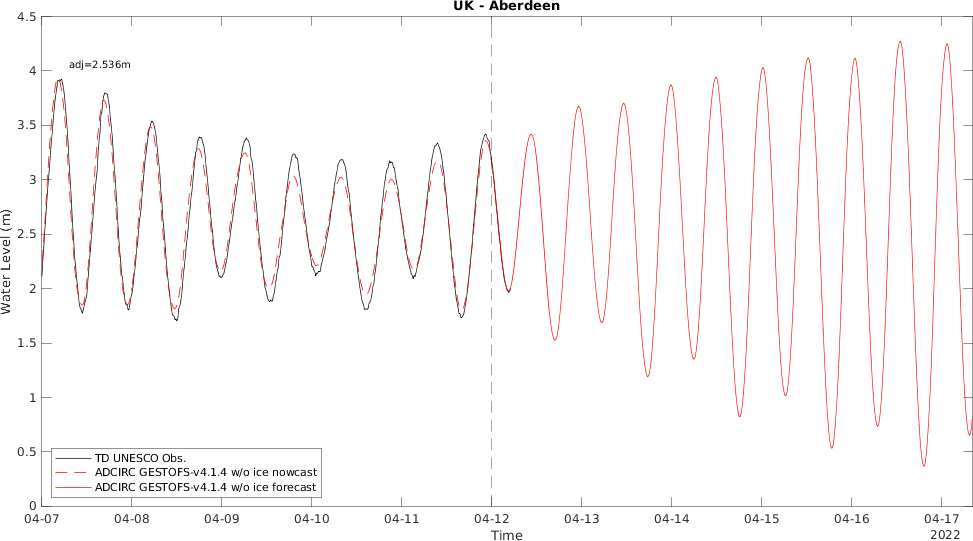 UK - Aberdeen
4.5
4
3.5
3
2.5
2
1.5
1
0.5
0
Water Level (m)
adj=2.536m
TD UNESCO Obs.
ADCIRC GESTOFS-v4.1.4 w/o ice nowcast
ADCIRC GESTOFS-v4.1.4 w/o ice forecast
04-07 04-08 04-09 04-10 04-11 04-12 04-13 04-14 04-15 04-16 04-17
Time
2022